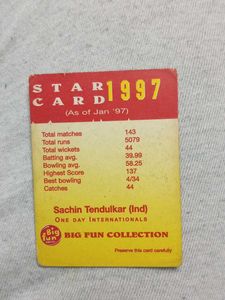 STAR 1997
CARD
(As of Jan '97)
Total matches 143
Total runs 5079
Total wickets 44
Batting avg. 39.99
Bowling avg. 58.25
Highest Score 137
Best bowling 4/34
Catches 44
Sachin Tendulkar (Ind)
ONE DAY INTERNATIONALS
Big Fun BIG FUN COLLECTION
Preserve this card carefully